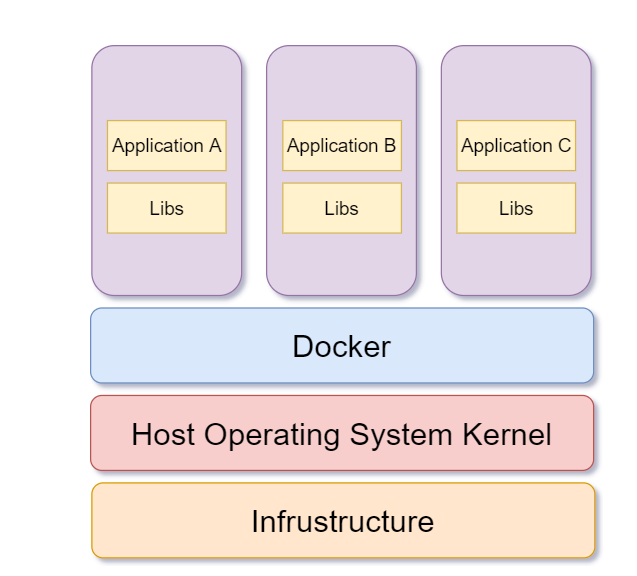 Application A
Application B
Application C
Libs
Libs
Libs
Docker
Host Operating System Kernel
Infrustructure